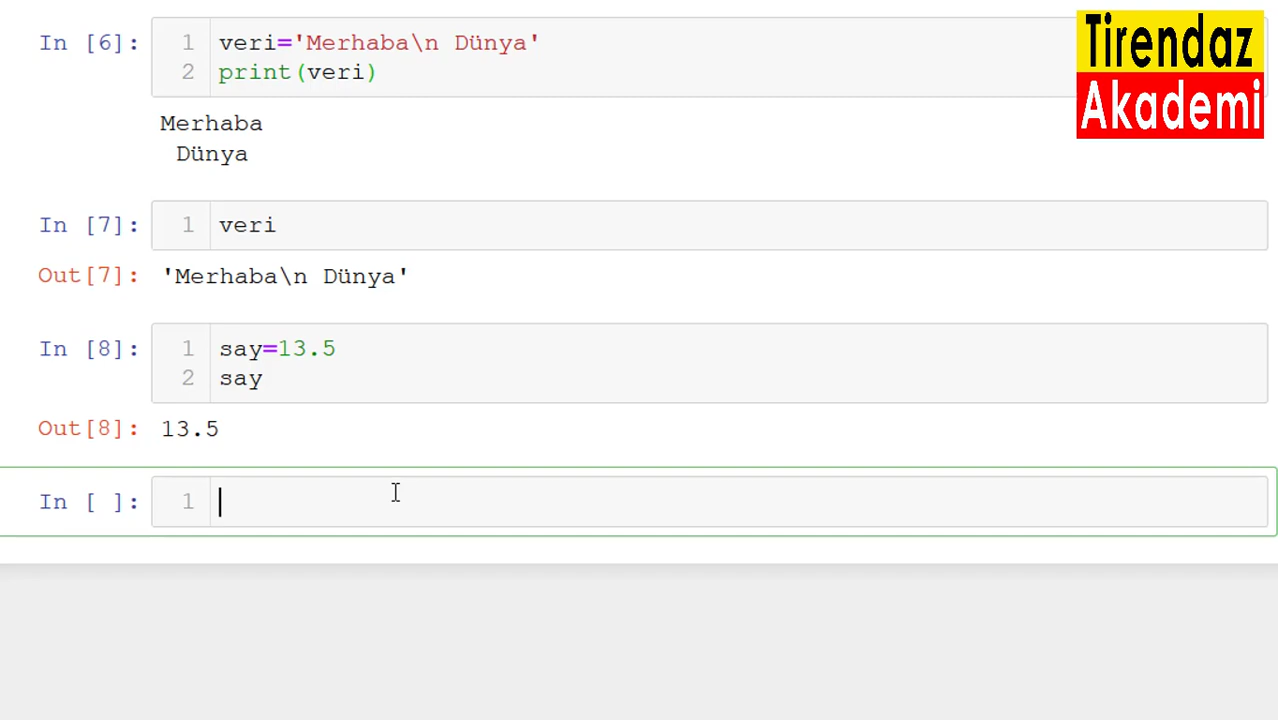 Tirendaz
Akademi
In [6]: 1 veri='Merhaba\n Dünya'
2 print(veri)
Merhaba
 Dünya
In [7]: 1 veri
Out[7]: 'Merhaba\n Dünya'
In [8]: 1 say=13.5
2 say
Out[8]: 13.5
In [ ]: 1